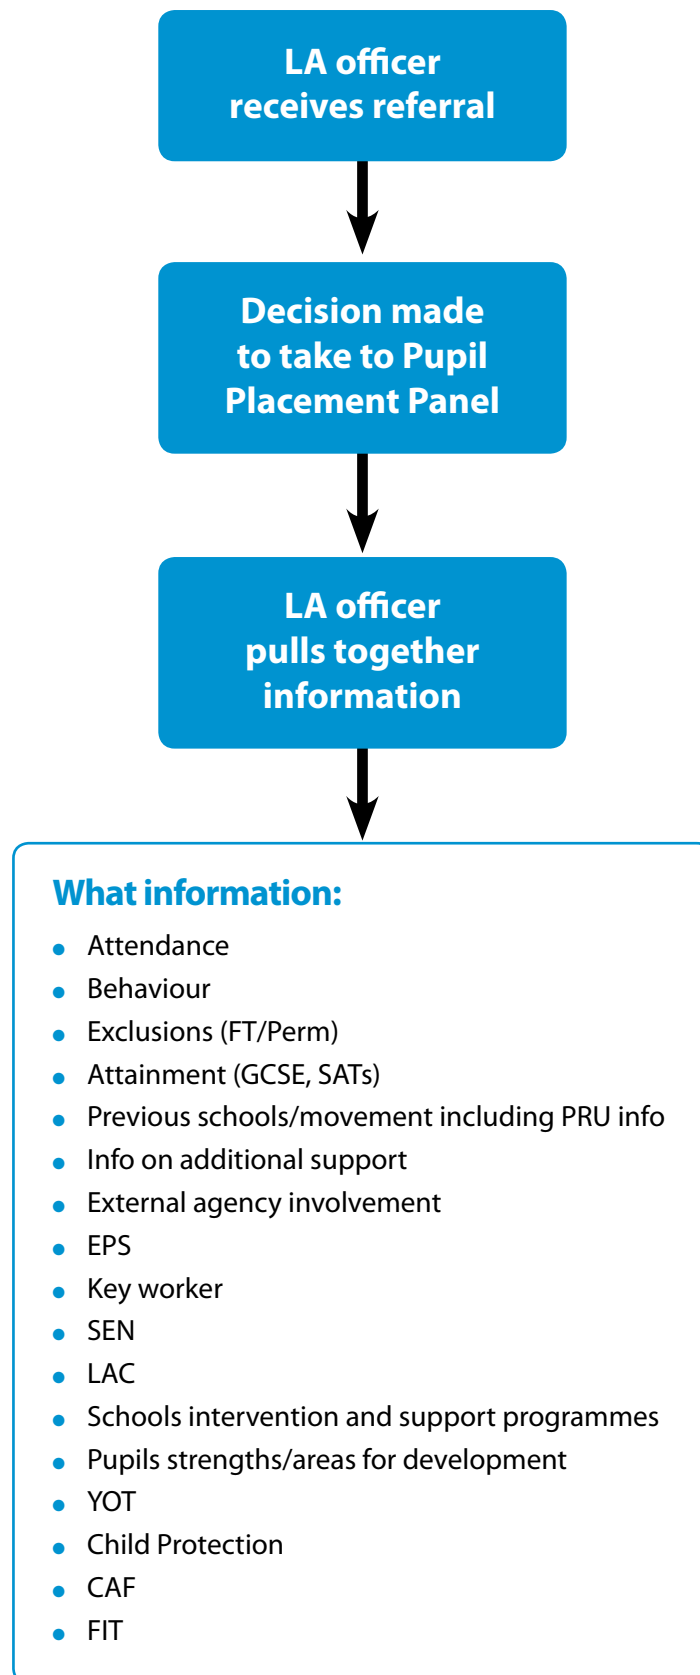 LA officer
receives referral
Decision made
to take to Pupil
Placement Panel
LA officer
pulls together
information
What information:
• Attendance
• Behaviour
• Exclusions (FT/Perm)
• Attainment (GCSE, SATs)
• Previous schools/movement including PRU info
• Info on additional support
• External agency involvement
• EPS
• Key worker
• SEN
• LAC
• Schools intervention and support programmes
• Pupils strengths/areas for development
• YOT
• Child Protection
• CAF
• FIT